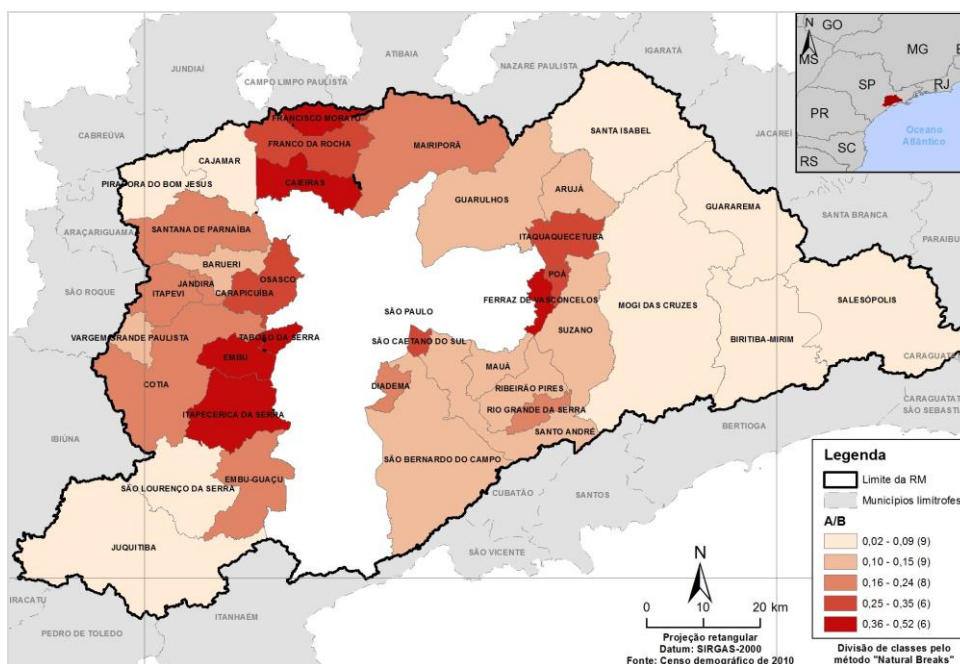 N
GO
MG
E
MS
SP
RJ
PR
SC
RS
Oceano
Atlântico
IGARATÁ
ATIBAIA
NAZARÉ PAULISTA
JUNDIAÍ
CAMPO LIMPO PAULISTA
CABREÚVA
JACAREÍ
FRANCISCO MORATO
SANTA ISABEL
FRANCO DA ROCHA
MAIRIPORÃ
CAJAMAR
CAIEIRAS
PIRAPORA DO BOM JESUS
ARUJÁ
GUARULHOS
GUARAREMA
SANTA BRANCA
ARAÇARIGUAMA
SANTANA DE PARNAÍBA
ITAQUAQUECETUBA
PARAIBU
BARUERI
OSASCO
POÁ
JANDIRA
SÃO ROQUE
ITAPEVI
CARAPICUÍBA
FERRAZ DE VASCONCELOS
MOGI DAS CRUZES
SALESÓPOLIS
SÃO PAULO
SUZANO
VARGEM GRANDE PAULISTA
TABOÃO DA SERRA
SÃO CAETANO DO SUL
BIRITIBA-MIRIM
EMBU
CARAGUATA
MAUÁ
COTIA
DIADEMA
RIBEIRÃO PIRES
CARAGUATAT
SÃO SEBASTI
ITAPECERICA DA SERRA
RIO GRANDE DA SERRA
BERTIOGA
SANTO ANDRÉ
IBIÚNA
SÃO BERNARDO DO CAMPO
EMBU-GUAÇU
CUBATÃO
SANTOS
SÃO LOURENÇO DA SERRA
JUQUITIBA
SÃO VICENTE
IRACATU
ITANHAÉM
PEDRO DE TOLEDO
N
0 10 20 km
Projeção retangular
Datum: SIRGAS-2000
Fonte: Censo demográfico de 2010
Legenda
Limite da RM
Municípios limítrofes
A/B
0,02 - 0,09 (9)
0,10 - 0,15 (9)
0,16 - 0,24 (8)
0,25 - 0,35 (6)
0,36 - 0,52 (6)
Divisão de classes pelo
método "Natural Breaks"